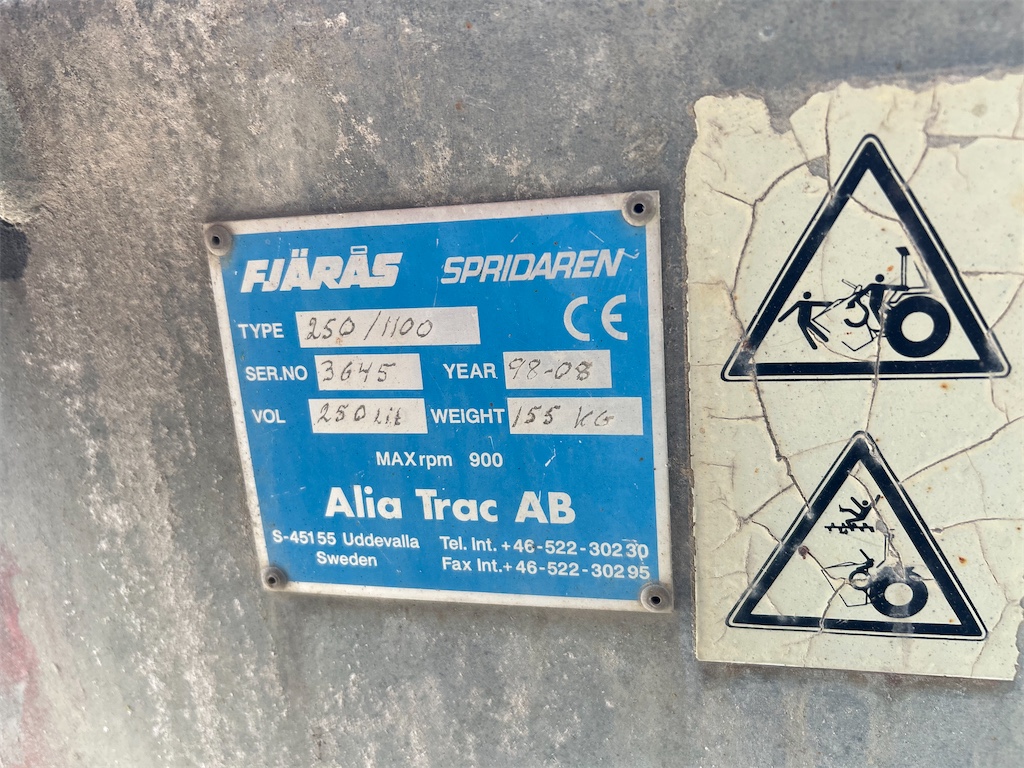 FJÄRÅS SPRIDAREN
CE
TYPE 250/1100
SER.NO 3645 YEAR 98-08
VOL 250 Lit WEIGHT 155 KG
MAX rpm 900
Alia Trac AB
S-451 55 Uddevalla Tel. Int. +46-522-302 30
Sweden Fax Int.+46-522-302 95